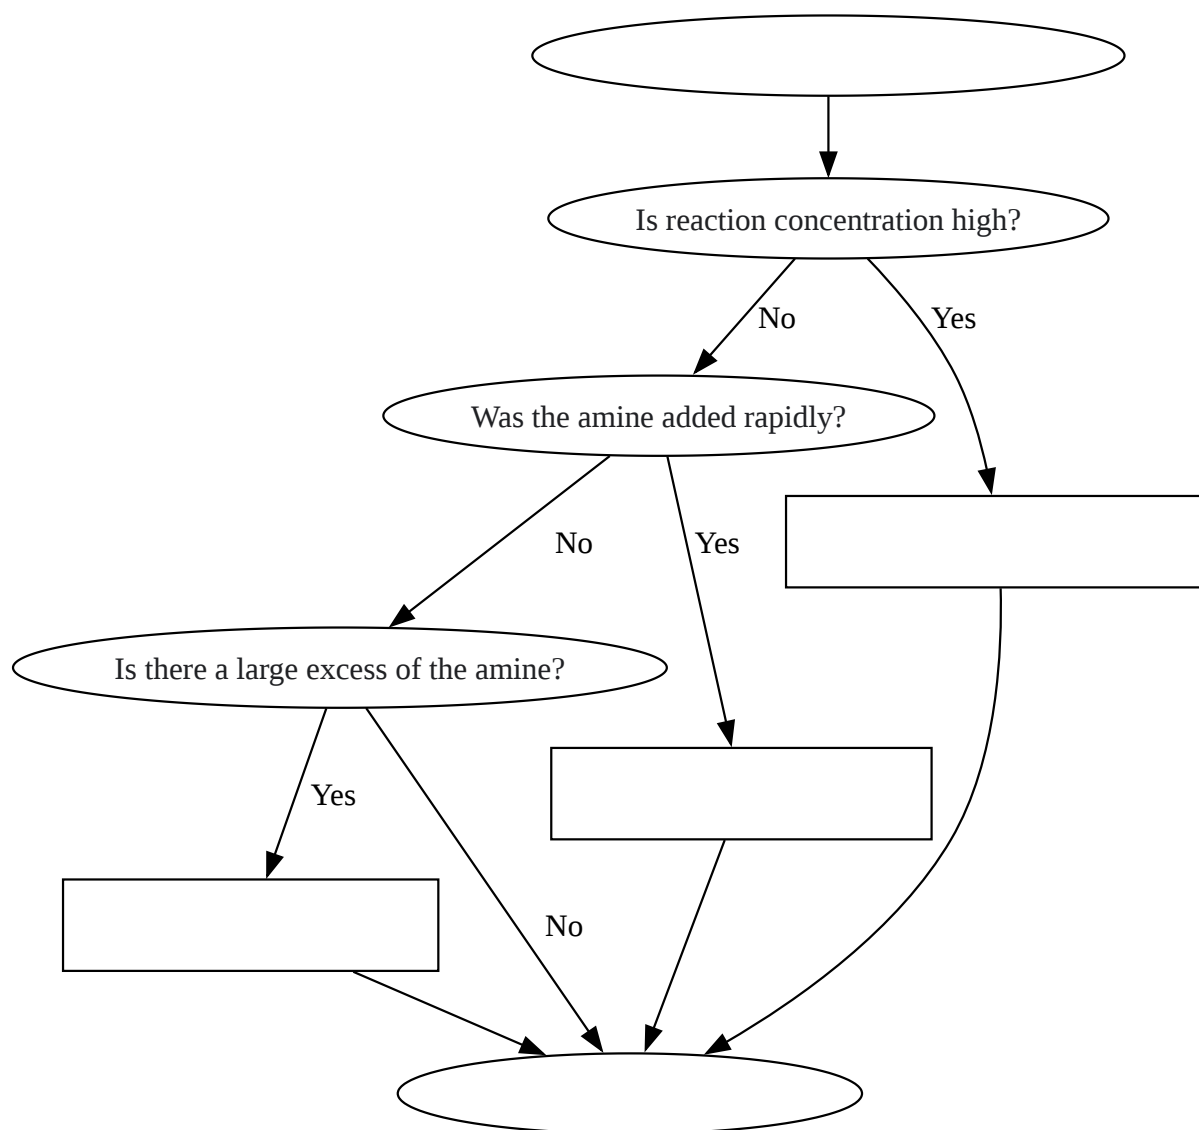 Is reaction concentration high?
No
Yes
Was the amine added rapidly?
No
Yes
Is there a large excess of the amine?
Yes
No